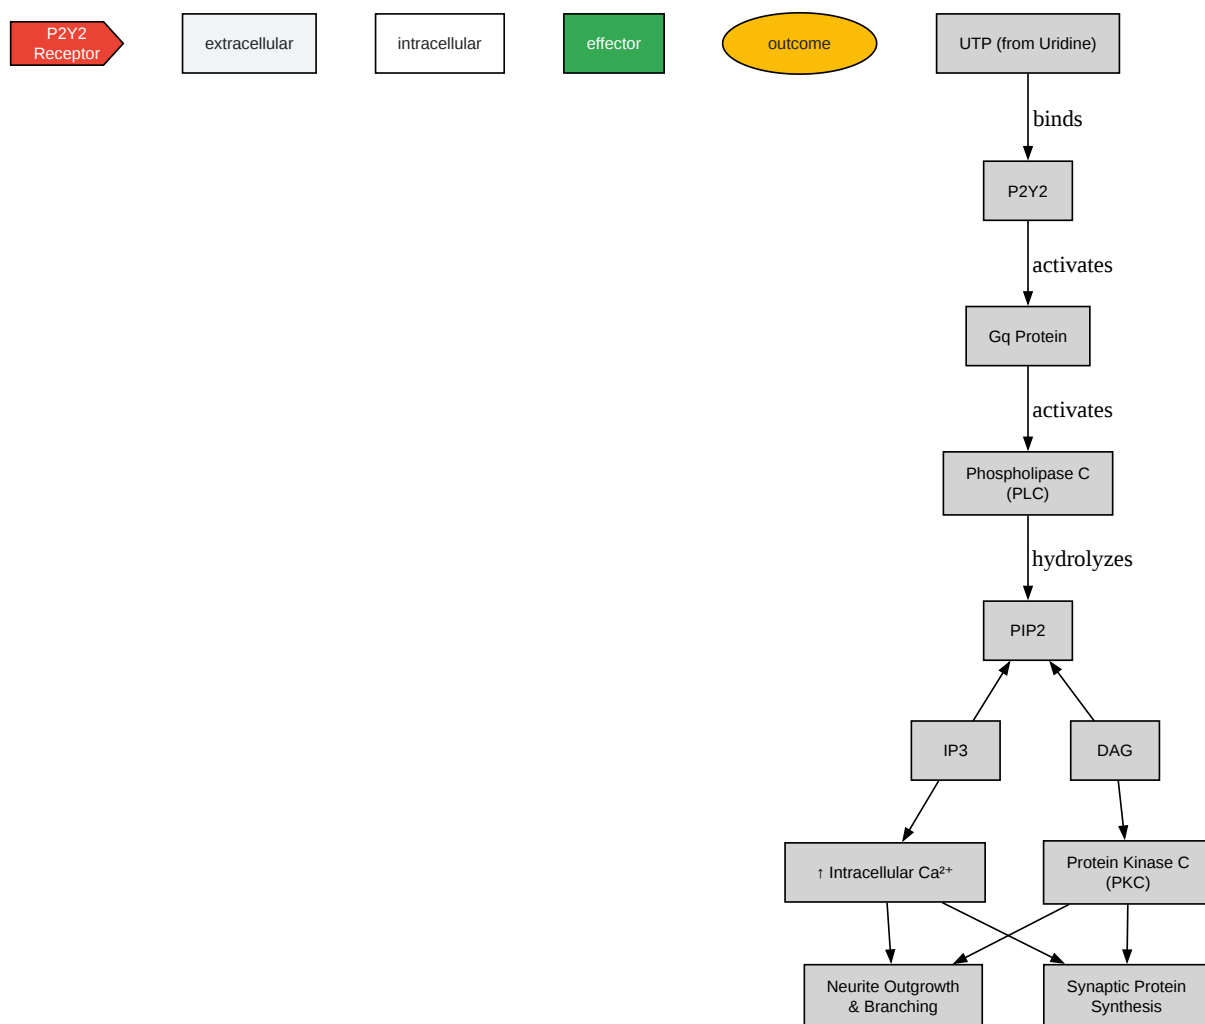 P2Y2
Receptor
extracellular
intracellular
effector
outcome
UTP (from Uridine)
binds
P2Y2
activates
Gq Protein
activates
Phospholipase C
(PLC)
hydrolyzes
PIP2
IP3
DAG
↑ Intracellular Ca²⁺
Protein Kinase C
(PKC)
Neurite Outgrowth
& Branching
Synaptic Protein
Synthesis